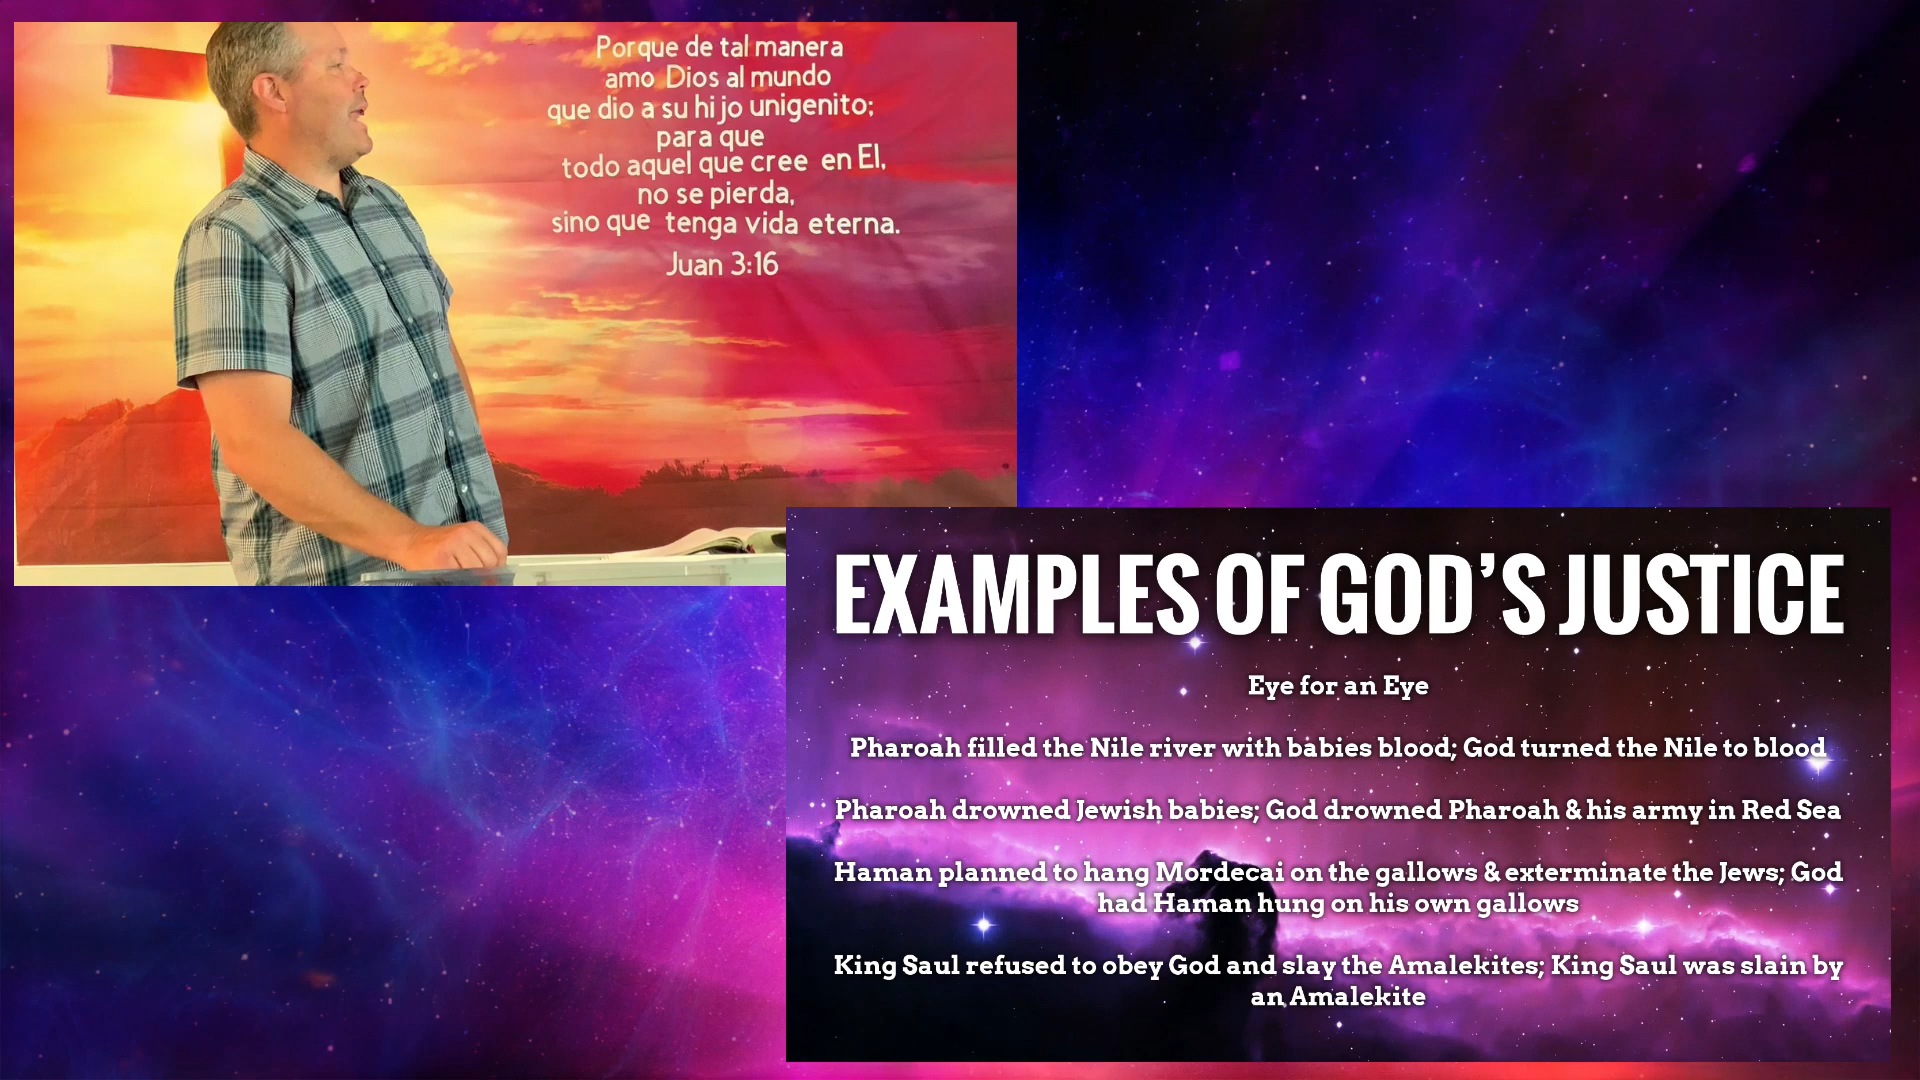 Porque de tal manera
amo Dios al mundo
que dio a su hijo unigenito;
para que
todo aquel que cree en El,
no se pierda,
sino que tenga vida eterna.
Juan 3:16
EXAMPLES OF GOD'S JUSTICE
Eye for an Eye
Pharoah filled the Nile river with babies blood; God turned the Nile to blood
Pharoah drowned Jewish babies; God drowned Pharoah & his army in Red Sea
Haman planned to hang Mordecai on the gallows & exterminate the Jews; God
had Haman hung on his own gallows
King Saul refused to obey God and slay the Amalekites; King Saul was slain by
an Amalekite